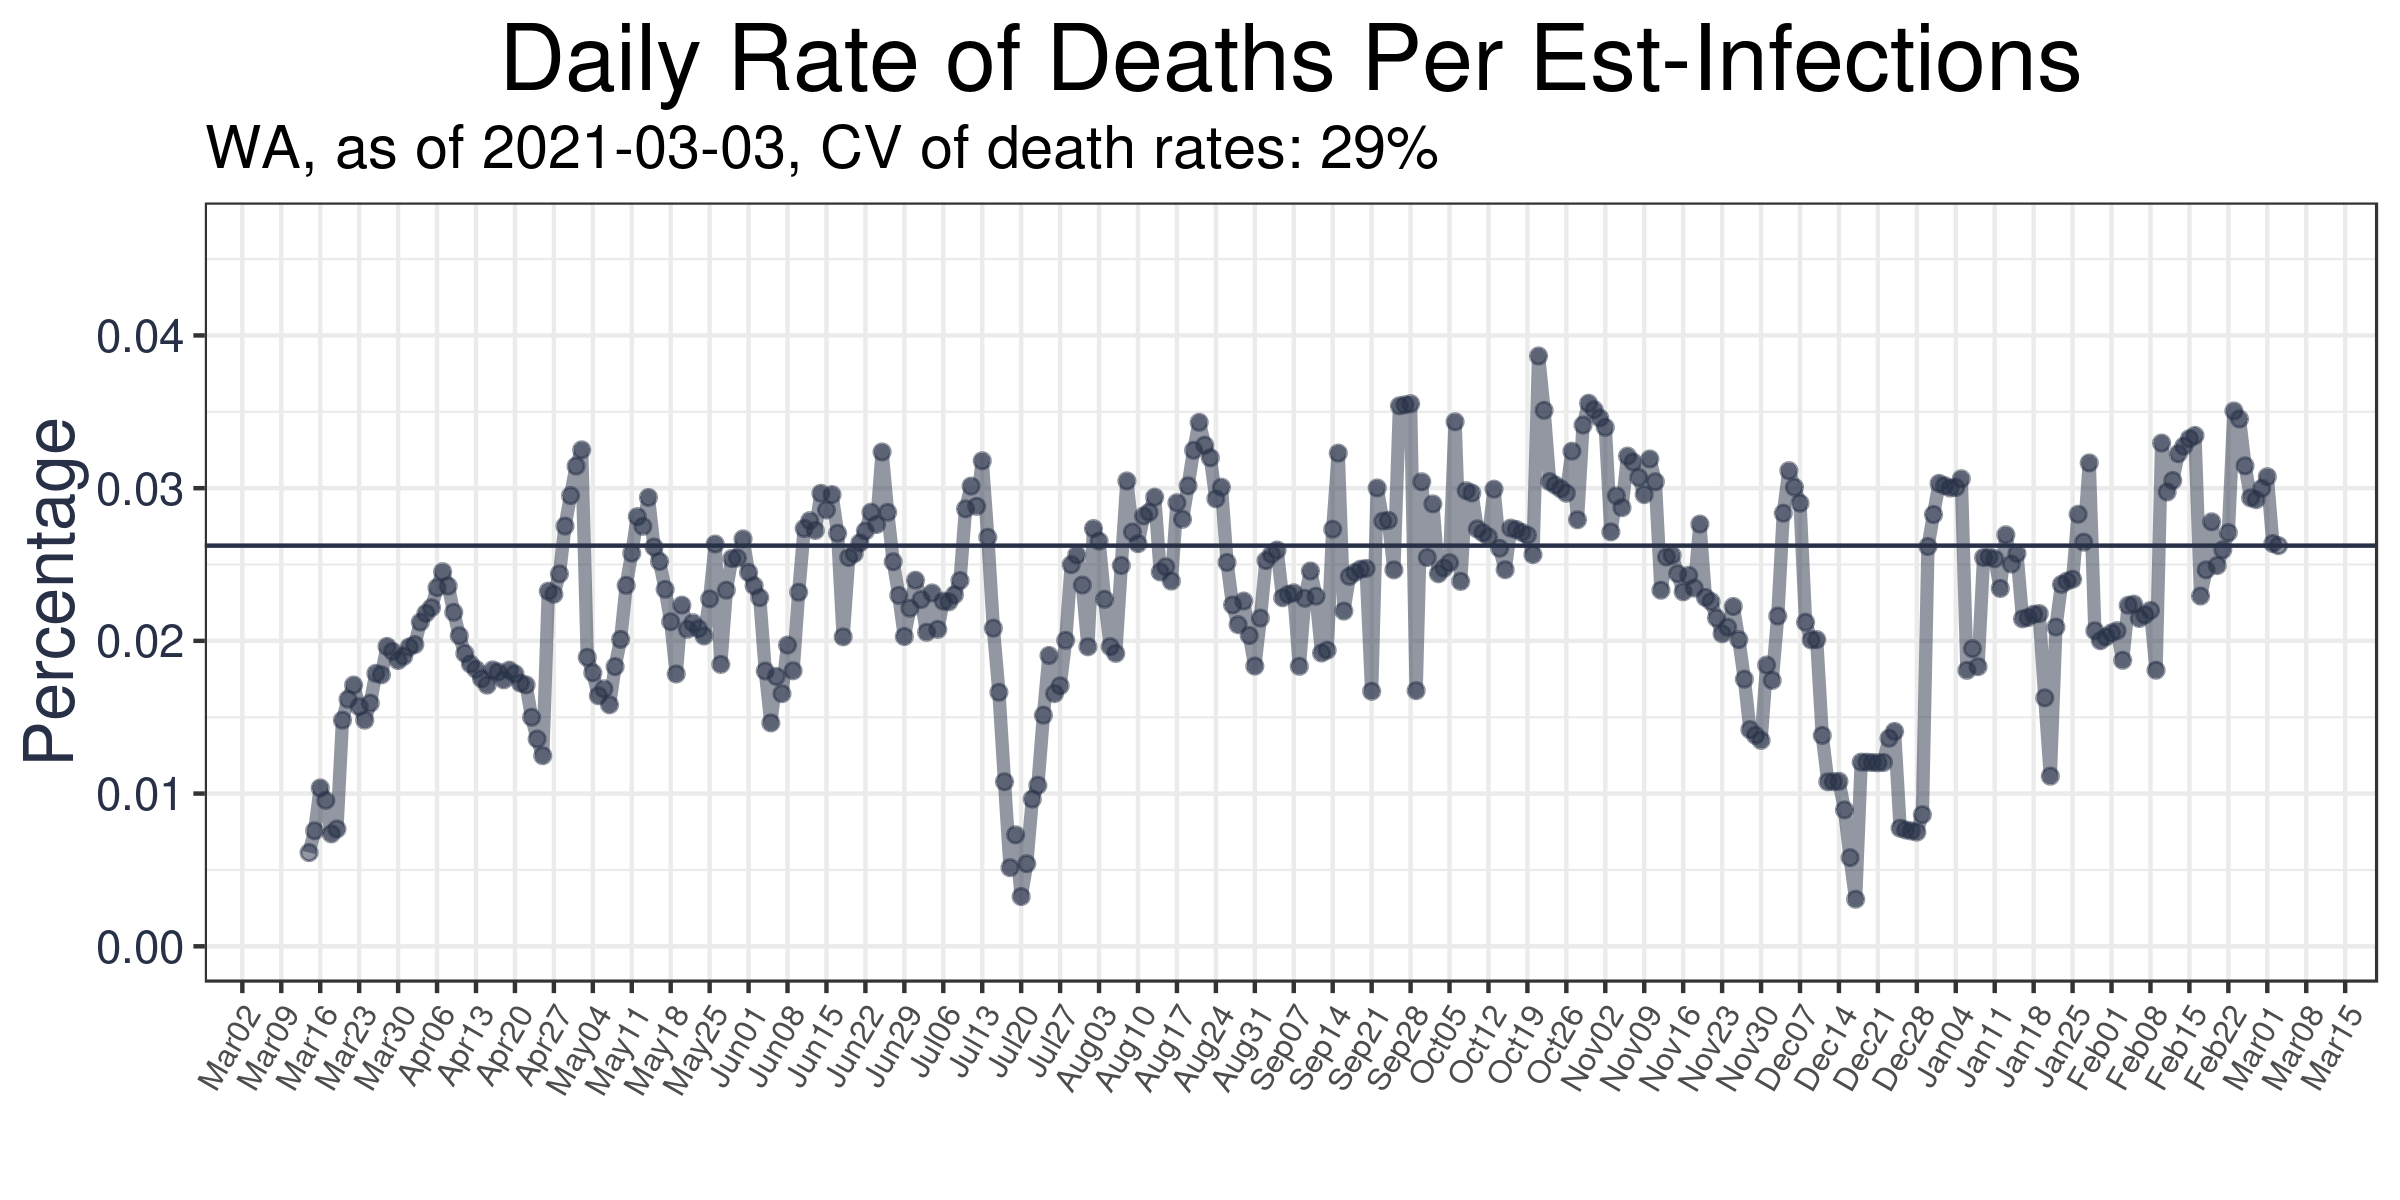 Daily Rate of Deaths Per Est-Infections
WA, as of 2021-03-03, CV of death rates: 29%
Percentage
0.04
0.03
0.02
0.01
0.00
Mar02
Mar09
Mar16
Mar23
Mar30
Apr06
Apr13
Apr20
Apr27
May04
May11
May18
May25
Jun01
Jun08
Jun15
Jun22
Jun29
Jul06
Jul13
Jul20
Jul27
Aug03
Aug10
Aug17
Aug24
Aug31
Sep07
Sep14
Sep21
Sep28
Oct05
Oct12
Oct19
Oct26
Nov02
Nov09
Nov16
Nov23
Nov30
Dec07
Dec14
Dec21
Dec28
Jan04
Jan11
Jan18
Jan25
Feb01
Feb08
Feb15
Feb22
Mar01
Mar08
Mar15